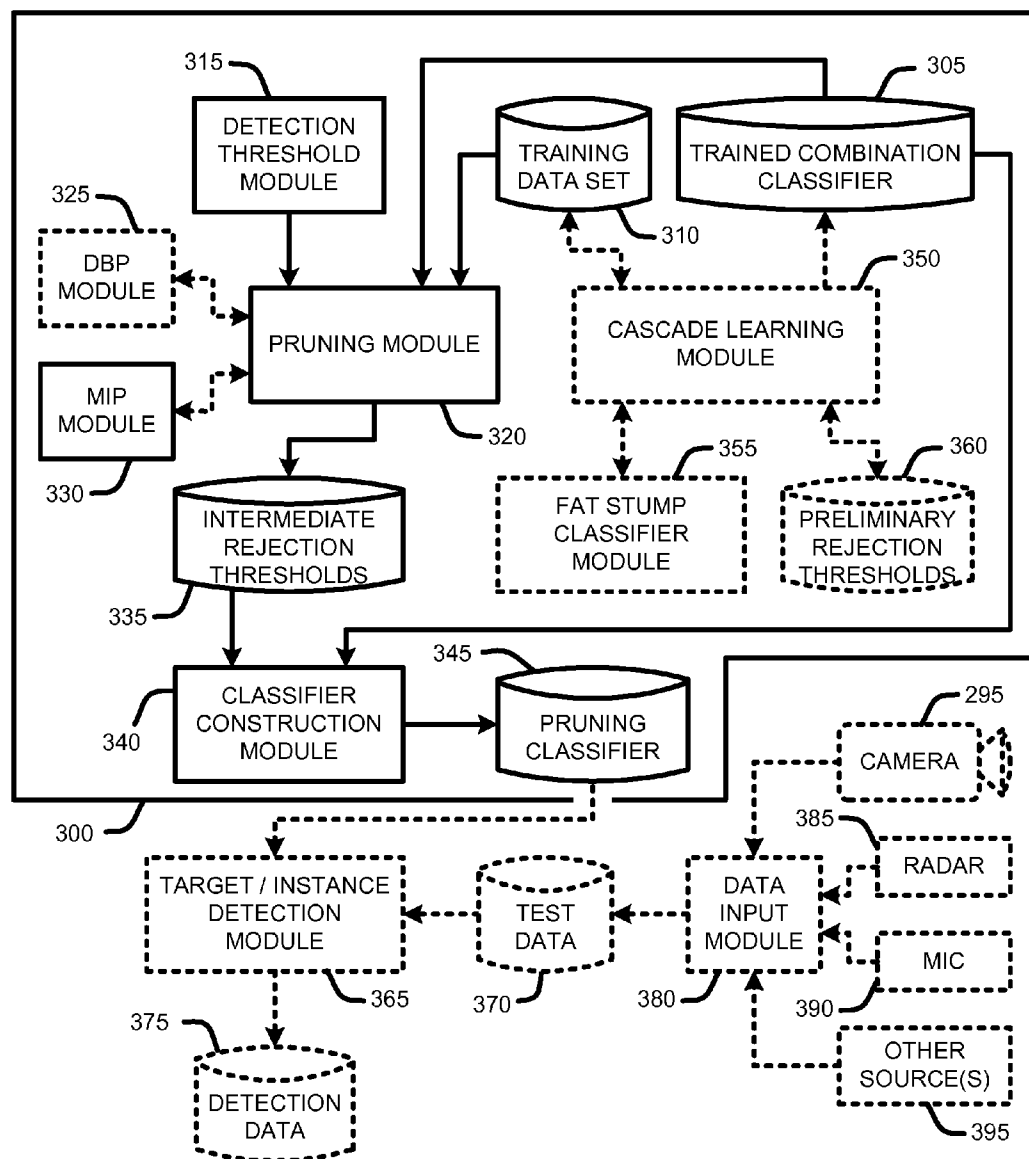 315
305
DETECTION
THRESHOLD
MODULE
TRAINING
DATA SET
TRAINED COMBINATION
CLASSIFIER
325
310
DBP
MODULE
350
PRUNING MODULE
CASCADE LEARNING
MODULE
MIP
MODULE
320
330
355
360
INTERMEDIATE
REJECTION
THRESHOLDS
FAT STUMP
CLASSIFIER
MODULE
PRELIMINARY
REJECTION
THRESHOLDS
335
345
CLASSIFIER
CONSTRUCTION
MODULE
340
PRUNING
CLASSIFIER
295
CAMERA
300
385
RADAR
TARGET / INSTANCE
DETECTION
MODULE
TEST
DATA
DATA
INPUT
MODULE
MIC
365
370
380
390
375
OTHER
SOURCE(S)
DETECTION
DATA
395